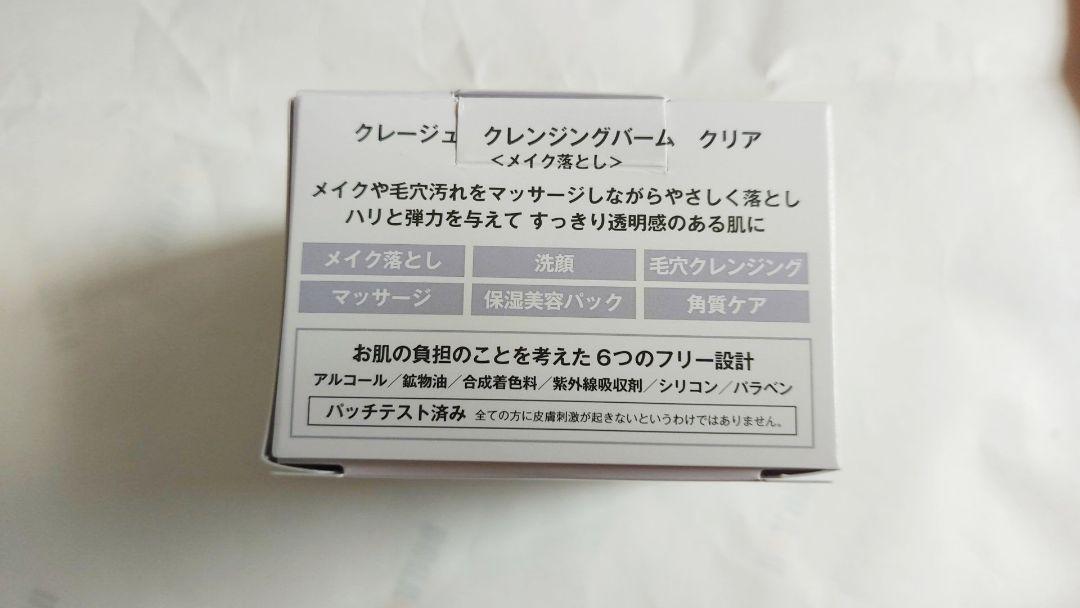 クレージュ クレンジングバーム クリア
＜メイク落とし＞
メイクや毛穴汚れをマッサージしながらやさしく落とし
ハリと弾力を与えて すっきり透明感のある肌に
メイク落とし 洗顔 毛穴クレンジング
マッサージ 保湿美容パック 角質ケア
お肌の負担のことを考えた6つのフリー設計
アルコール／鉱物油／合成着色料／紫外線吸収剤／シリコン／パラベン
パッチテスト済み 全ての方に皮膚刺激が起きないというわけではありません。